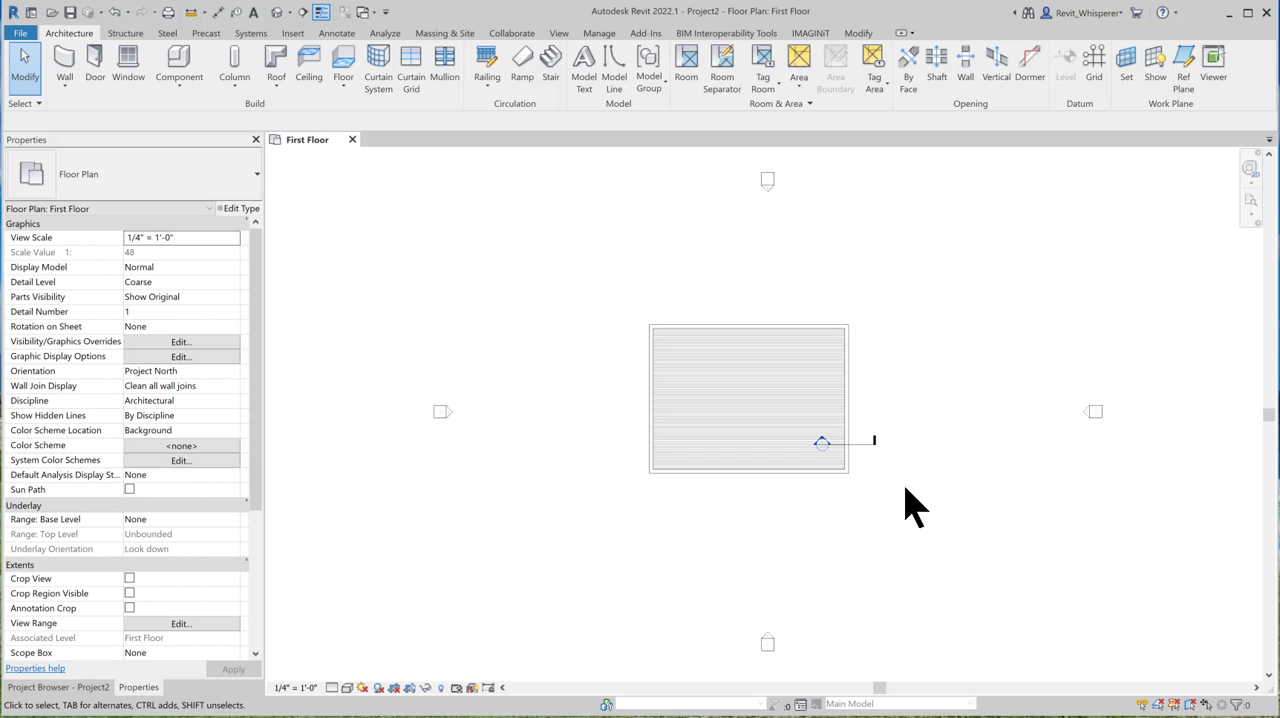 Autodesk Revit 2022.1 - Project2 - Floor Plan: First Floor
Revit_Whisperer
File Architecture Structure Steel Precast Systems Insert Annotate Analyze Massing & Site Collaborate View Manage Add-Ins BIM Interoperability Tools IMAGINiT Modify
Modify Wall Door Window Component Column Roof Ceiling Floor Curtain System Curtain Grid Mullion Railing Ramp Stair Model Text Model Line Model Group Room Room Separator Tag Room Area Area Boundary Tag Area By Face Shaft Wall Vertical Dormer Level Grid Set Show Ref Plane Viewer
Select Build Circulation Model Room & Area Opening Datum Work Plane
Properties
First Floor
Floor Plan
Floor Plan: First Floor Edit Type
Graphics
View Scale 1/4" = 1'-0"
Scale Value 1: 48
Display Model Normal
Detail Level Coarse
Parts Visibility Show Original
Detail Number 1
Rotation on Sheet None
Visibility/Graphics Overrides Edit...
Graphic Display Options Edit...
Orientation Project North
Wall Join Display Clean all wall joins
Discipline Architectural
Show Hidden Lines By Discipline
Color Scheme Location Background
Color Scheme <none>
System Color Schemes Edit...
Default Analysis Display St... None
Sun Path
Underlay
Range: Base Level None
Range: Top Level Unbounded
Underlay Orientation Look down
Extents
Crop View
Crop Region Visible
Annotation Crop
View Range Edit...
Associated Level First Floor
Scope Box None
Properties help Apply
Project Browser - Project2 Properties
1/4" = 1'-0"
Click to select, TAB for alternates, CTRL adds, SHIFT unselects.
:0
Main Model
:0